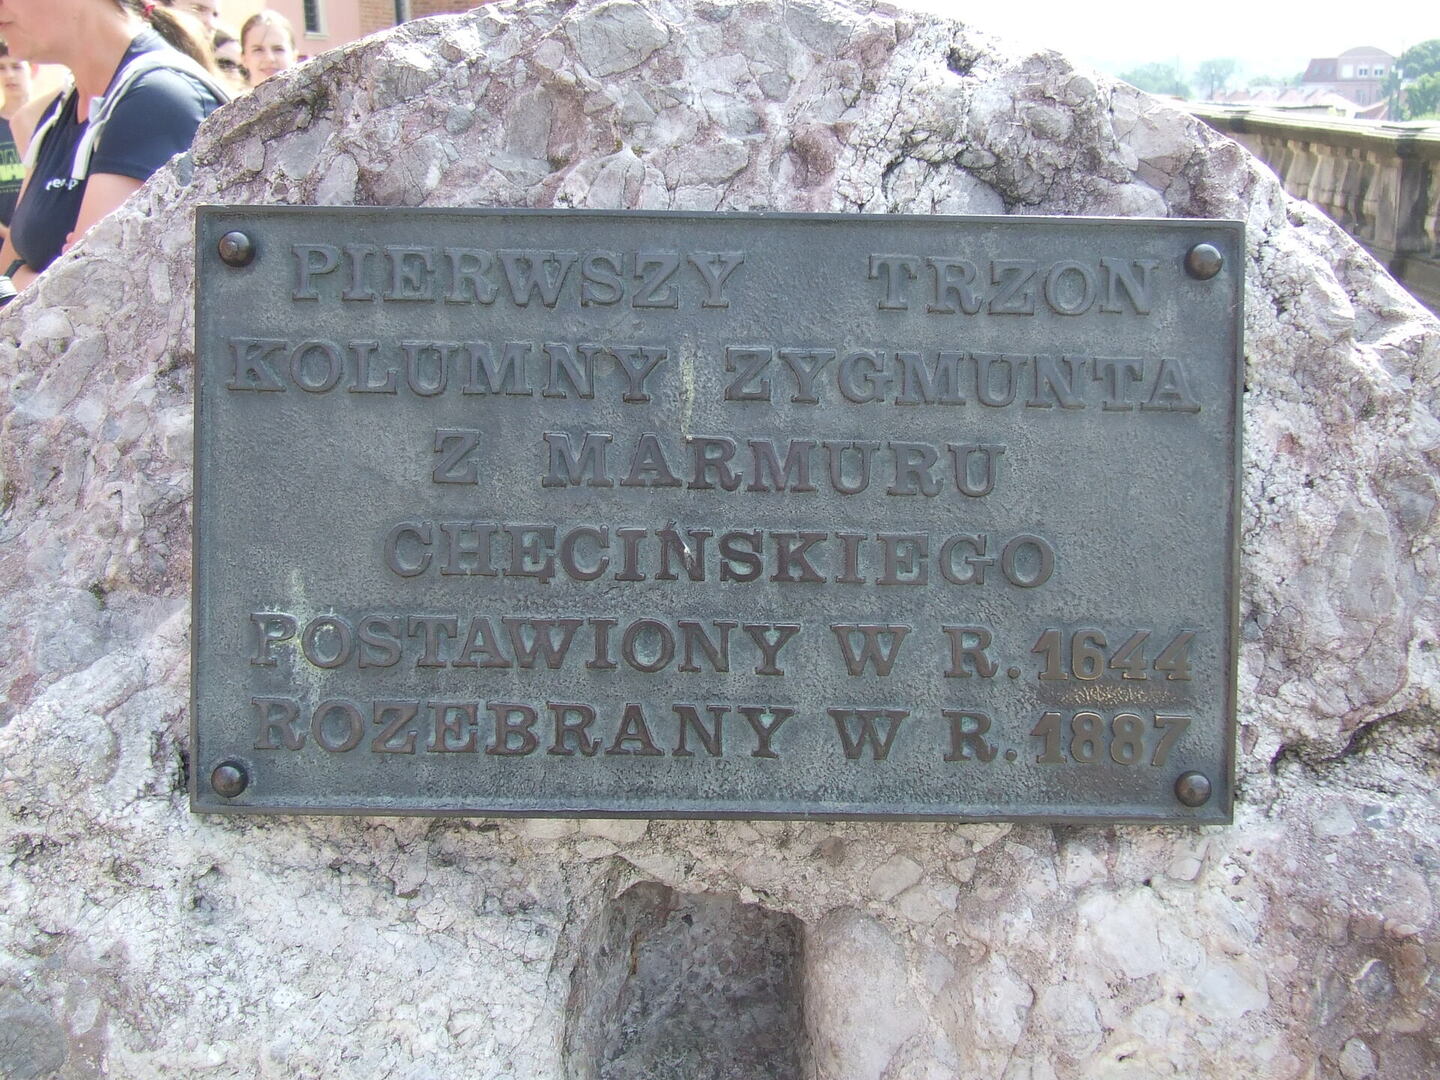 PIERWSZY TRZON
KOLUMNY ZYGMUNTA
Z MARMURU
CHĘCIŃSKIEGO
POSTAWIONY W R. 1644
ROZEBRANY W R. 1887